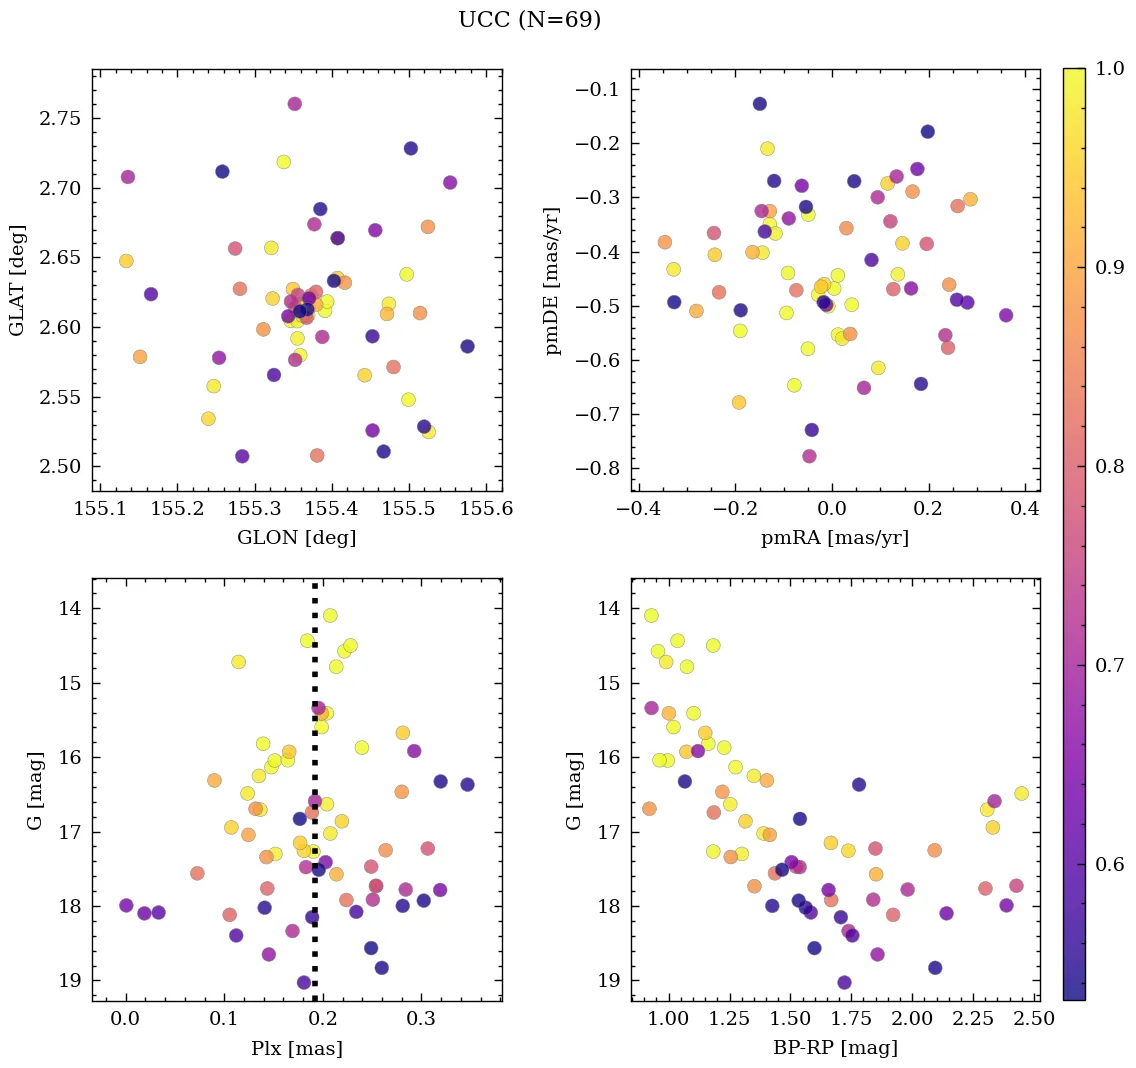 UCC (N=69)
2.75
2.70
2.65
2.60
2.55
2.50
GLAT [deg]
155.1 155.2 155.3 155.4 155.5 155.6
GLON [deg]
−0.1
−0.2
−0.3
−0.4
−0.5
−0.6
−0.7
−0.8
pmDE [mas/yr]
−0.4 −0.2 0.0 0.2 0.4
pmRA [mas/yr]
14
15
16
17
18
19
G [mag]
0.0 0.1 0.2 0.3
Plx [mas]
14
15
16
17
18
19
G [mag]
1.00 1.25 1.50 1.75 2.00 2.25 2.50
BP-RP [mag]
1.0
0.9
0.8
0.7
0.6